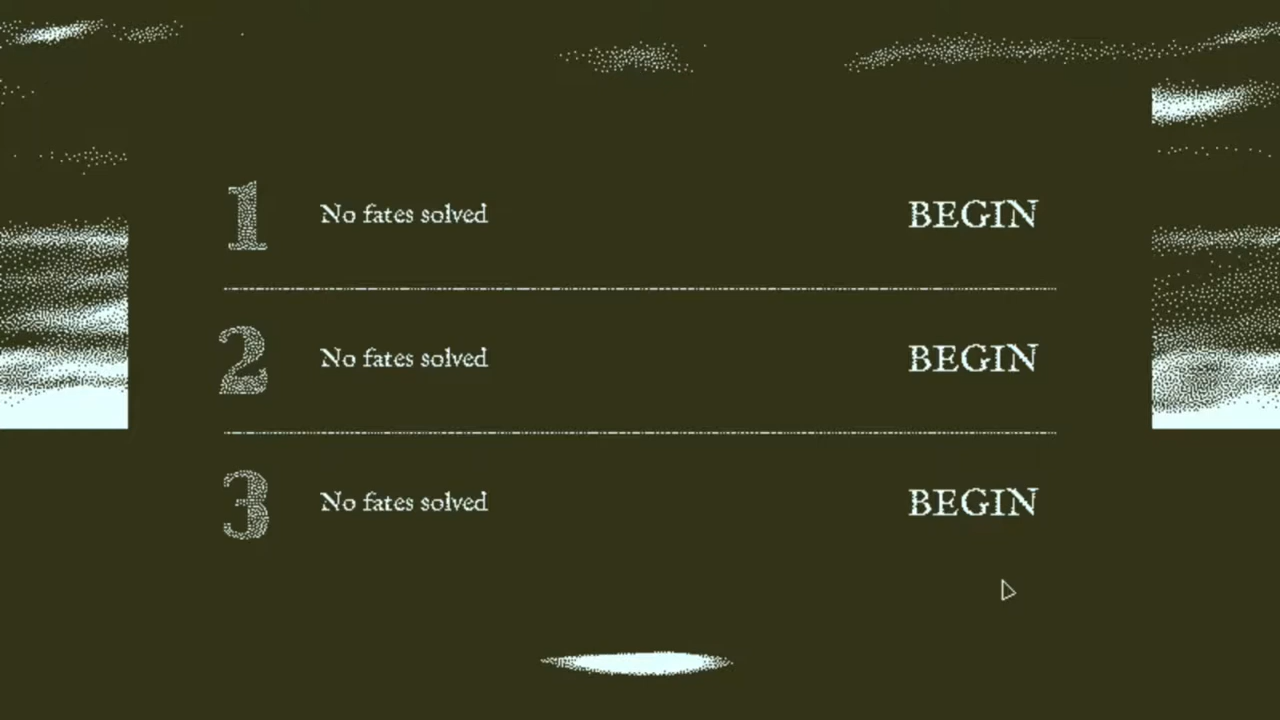 1 No fates solved BEGIN
2 No fates solved BEGIN
3 No fates solved BEGIN